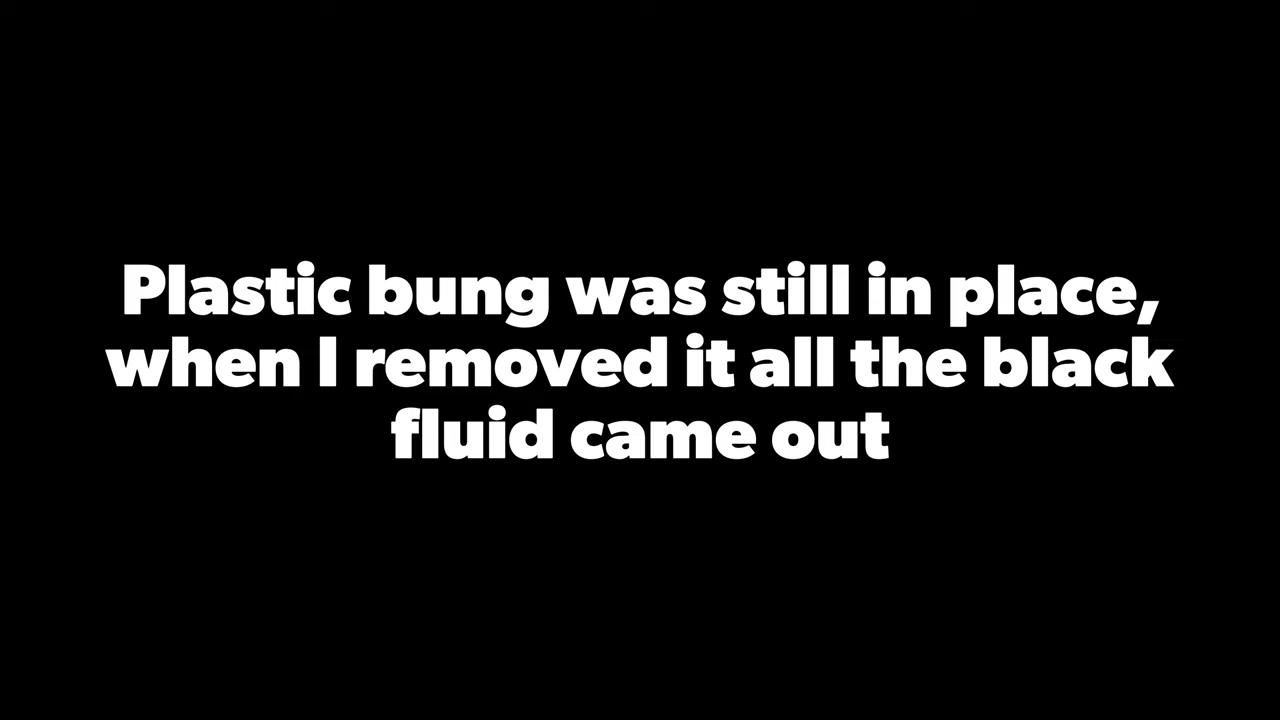 Plastic bung was still in place,
when I removed it all the black
fluid came out